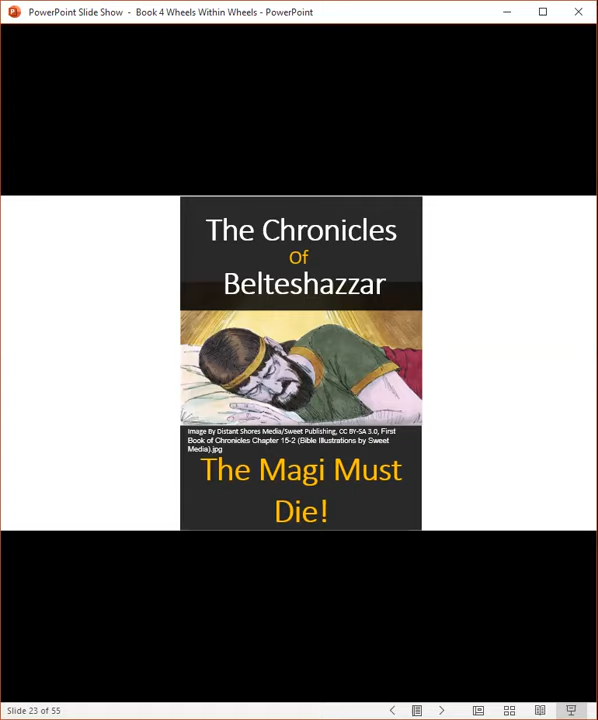 PowerPoint Slide Show - Book 4 Wheels Within Wheels - PowerPoint
The Chronicles
Of
Belteshazzar
Image By Distant Shores Media/Sweet Publishing, CC BY-SA 3.0, First
Book of Chronicles Chapter 15-2 (Bible Illustrations by Sweet
Media).jpg
The Magi Must
Die!
Slide 23 of 55